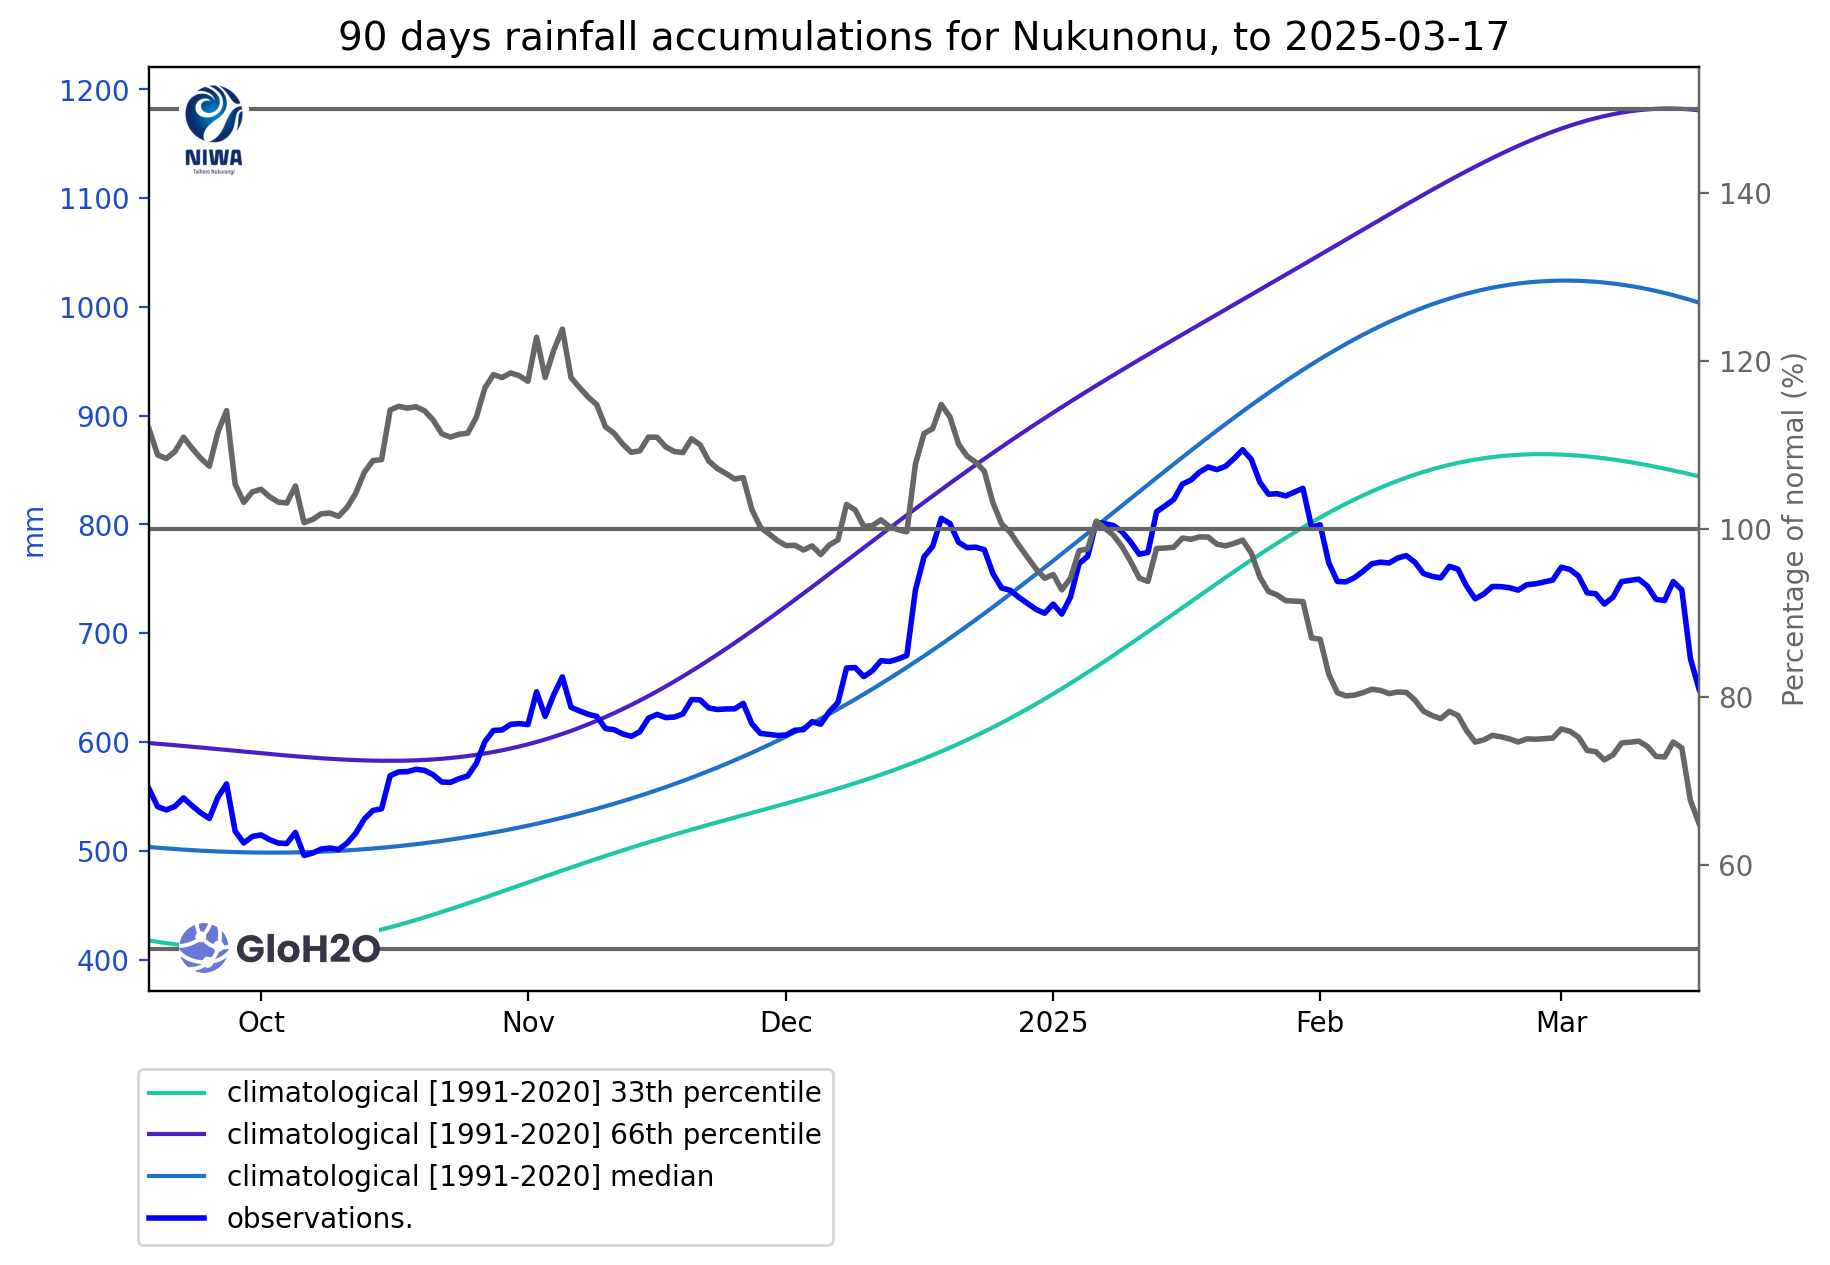 90 days rainfall accumulations for Nukunonu, to 2025-03-17
1200
1100
1000
900
800
700
600
500
400
mm
140
120
100
80
60
Percentage of normal (%)
NIWA
Taihoro Nukurangi
GloH2O
Oct Nov Dec 2025 Feb Mar
climatological [1991-2020] 33th percentile
climatological [1991-2020] 66th percentile
climatological [1991-2020] median
observations.